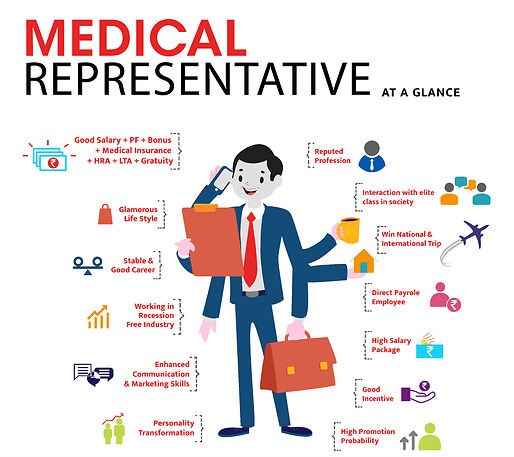 MEDICAL
REPRESENTATIVE AT A GLANCE
Good Salary + PF + Bonus
+ Medical Insurance
+ HRA + LTA + Gratuity
Glamorous
Life Style
Stable &
Good Career
Working in
Recession
Free Industry
Enhanced
Communication
& Marketing Skills
Personality
Transformation
Reputed
Profession
Interaction with elite
class in society
Win National &
International Trip
Direct Payrole
Employee
High Salary
Package
Good
Incentive
High Promotion
Probability